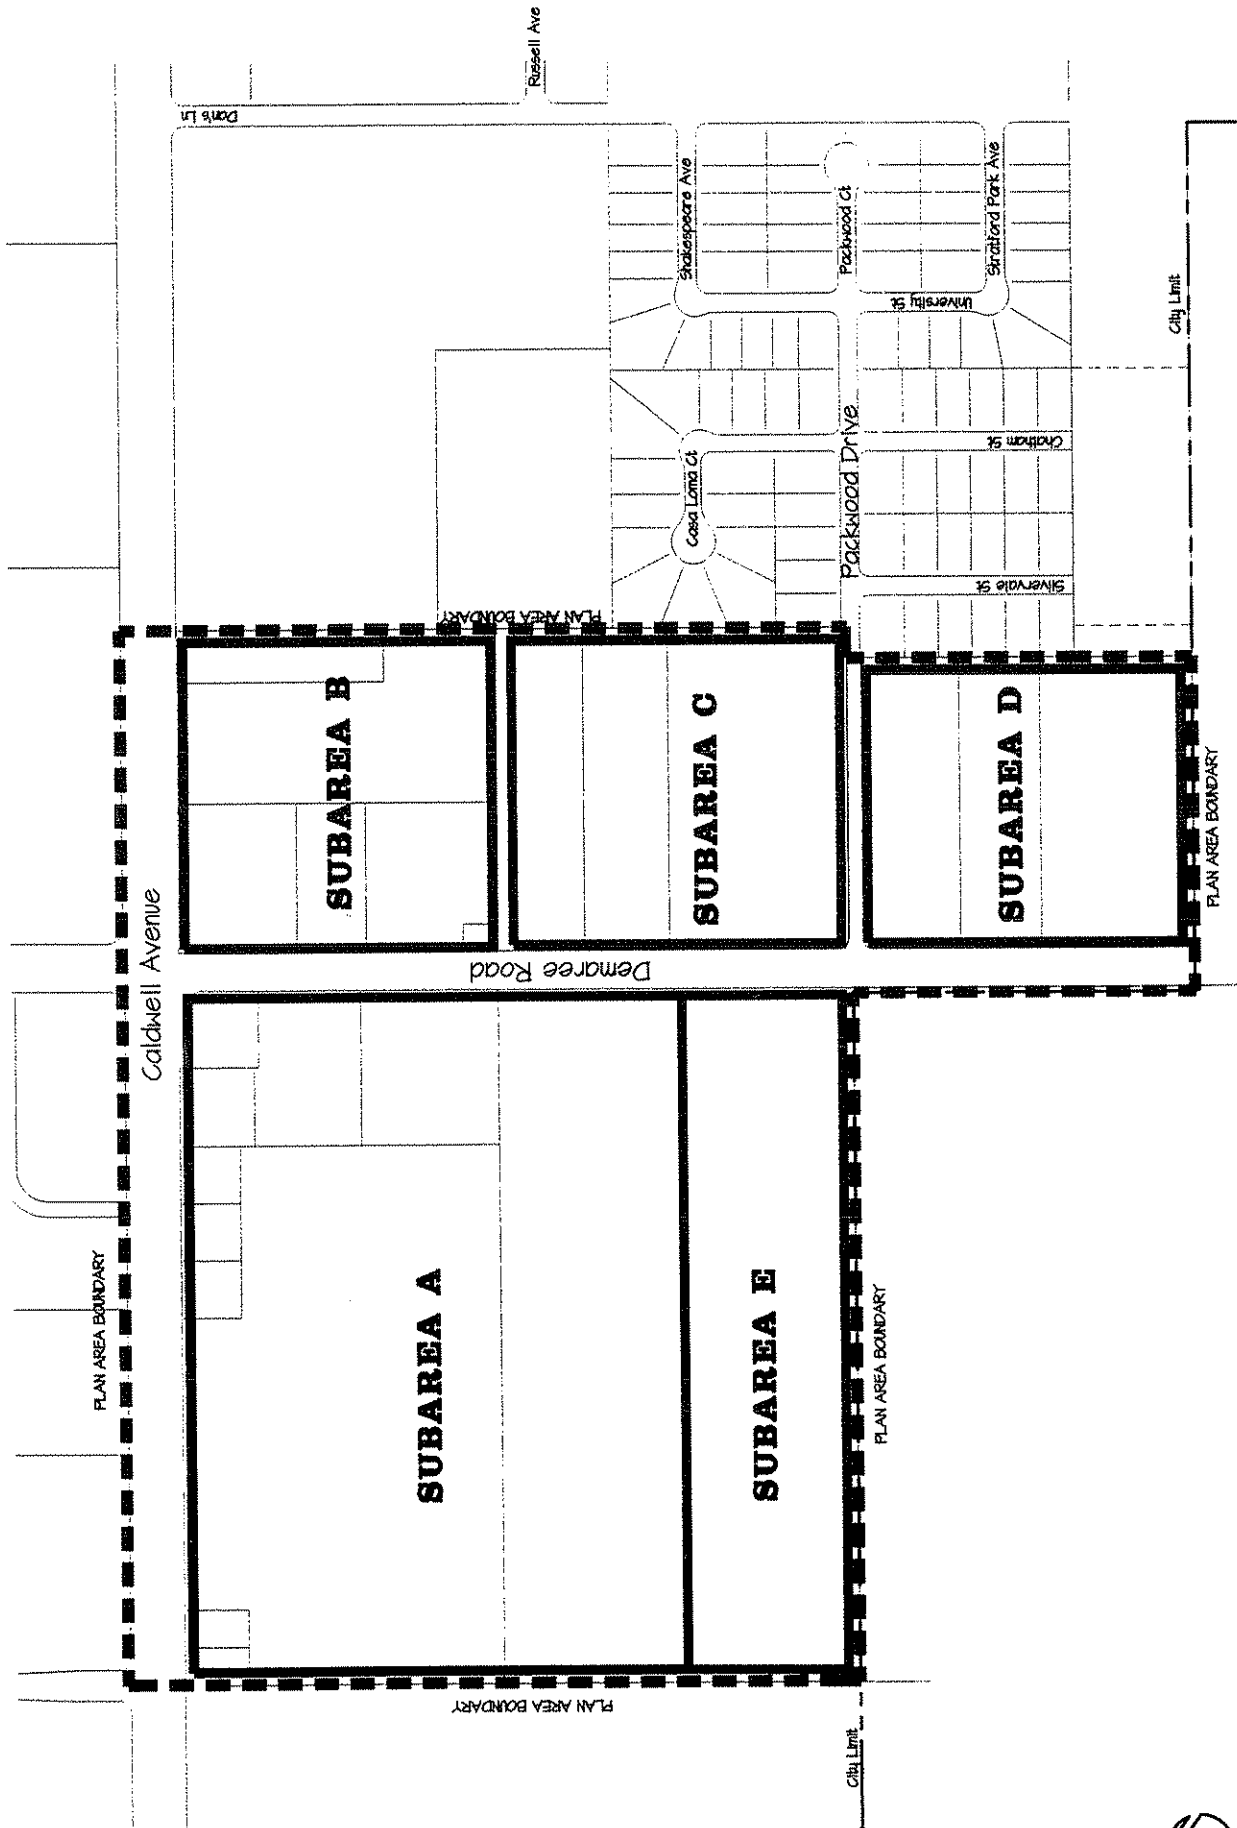 Russell Ave
Don's Ln
Shakespeare Ave
Packwood Ct
Stratford Park Ave
University St
City Limit
Packwood Drive
Chatham St
Casa Loma Ct
Silvervale St
PLAN AREA BOUNDARY
SUBAREA B
SUBAREA C
SUBAREA D
PLAN AREA BOUNDARY
Caldwell Avenue
Demaree Road
PLAN AREA BOUNDARY
SUBAREA A
SUBAREA E
PLAN AREA BOUNDARY
PLAN AREA BOUNDARY
City Limit